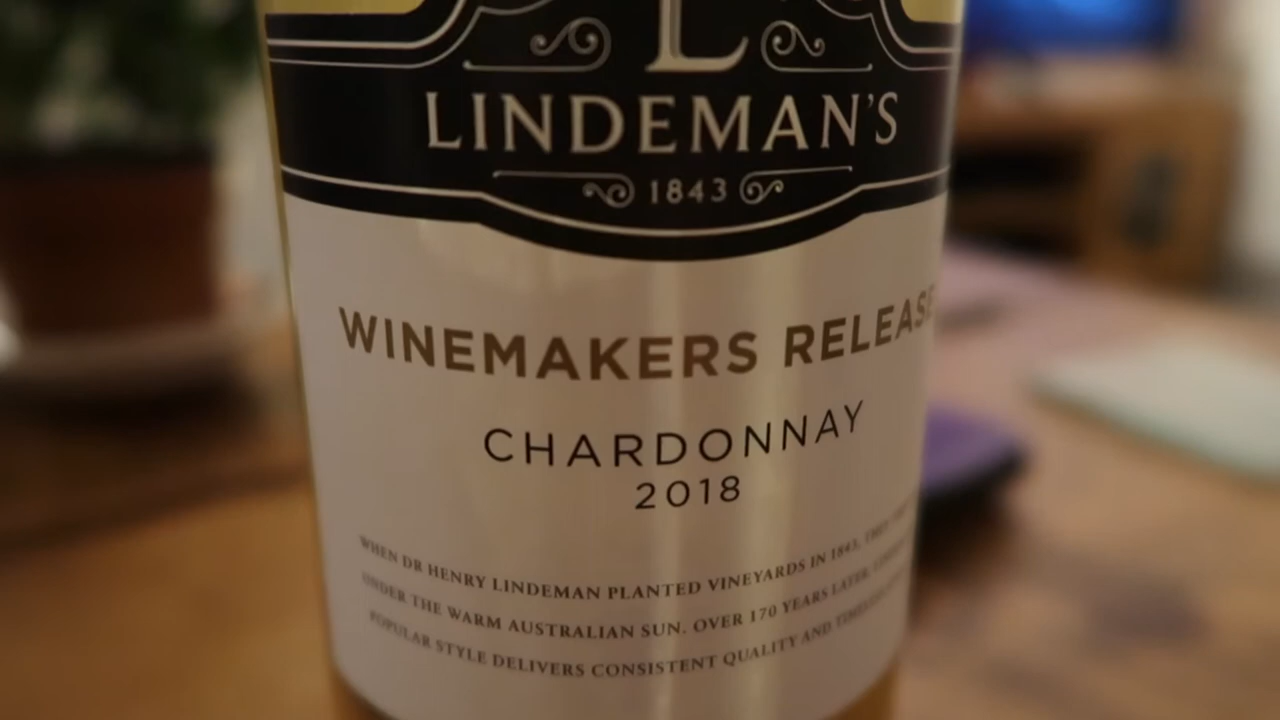 L
LINDEMAN'S
1843
WINEMAKERS RELEASE
CHARDONNAY
2018
WHEN DR HENRY LINDEMAN PLANTED VINEYARDS IN 1843,
UNDER THE WARM AUSTRALIAN SUN. OVER 170 YEARS LATER,
POPULAR STYLE DELIVERS CONSISTENT QUALITY AND